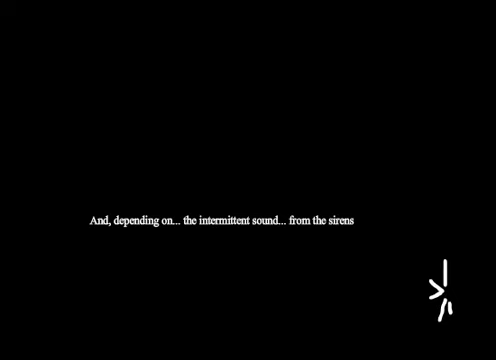 And, depending on... the intermittent sound... from the sirens